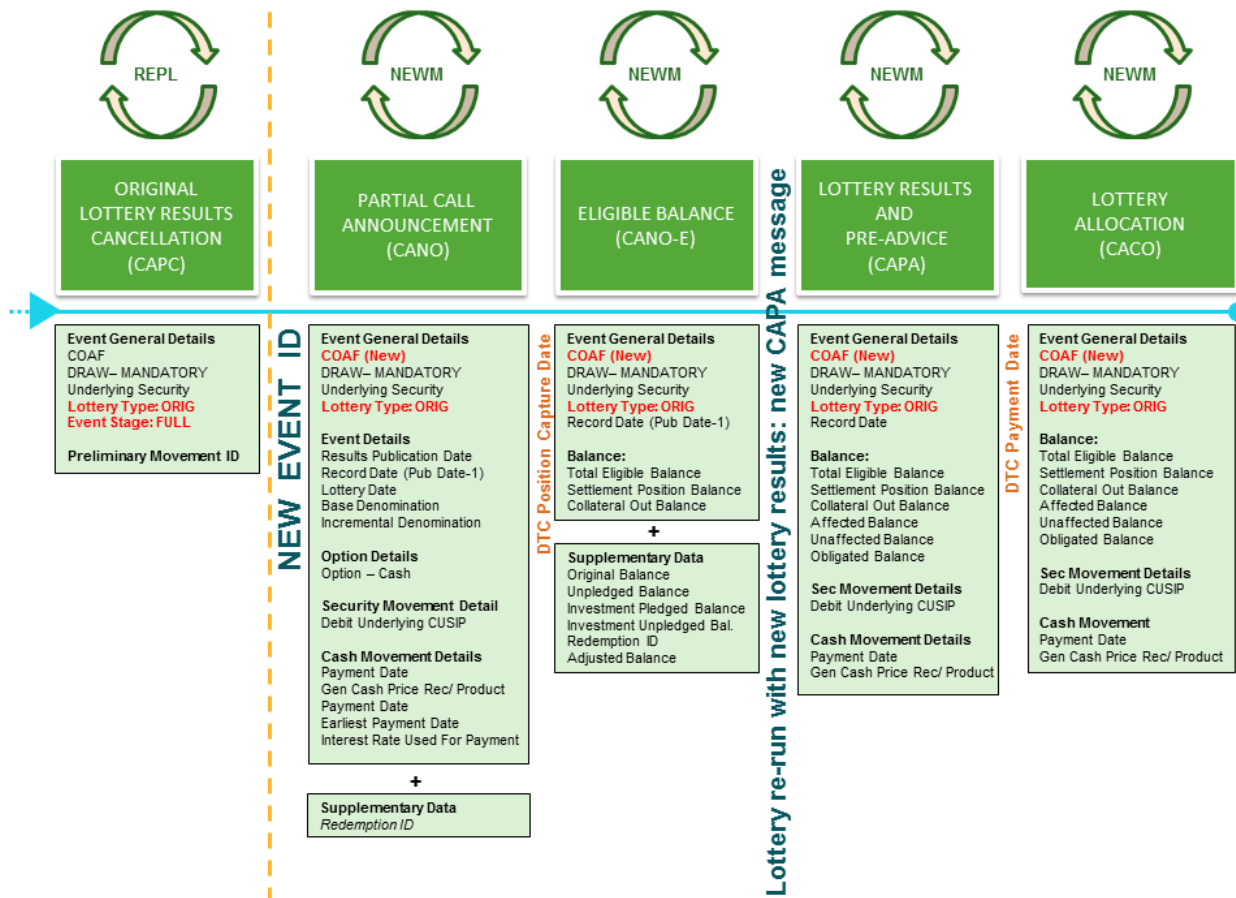 REPL
NEWM
NEWM
NEWM
NEWM
ORIGINAL
LOTTERY RESULTS
CANCELLATION
(CAPC)
PARTIAL CALL
ANNOUNCEMENT
(CANO)
ELIGIBLE BALANCE
(CANO-E)
LOTTERY RESULTS
AND
PRE-ADVICE
(CAPA)
LOTTERY
ALLOCATION
(CACO)
Event General Details
COAF
DRAW– MANDATORY
Underlying Security
Lottery Type: ORIG
Event Stage: FULL
Preliminary Movement ID
NEW EVENT ID
Event General Details
COAF (New)
DRAW– MANDATORY
Underlying Security
Lottery Type: ORIG
Event Details
Results Publication Date
Record Date (Pub Date-1)
Lottery Date
Base Denomination
Incremental Denomination
Option Details
Option – Cash
Security Movement Detail
Debit Underlying CUSIP
Cash Movement Details
Payment Date
Gen Cash Price Rec/ Product
Payment Date
Earliest Payment Date
Interest Rate Used For Payment
+
Supplementary Data
Redemption ID
DTC Position Capture Date
Event General Details
COAF (New)
DRAW– MANDATORY
Underlying Security
Lottery Type: ORIG
Record Date (Pub Date-1)
Balance:
Total Eligible Balance
Settlement Position Balance
Collateral Out Balance
+
Supplementary Data
Original Balance
Unpledged Balance
Investment Pledged Balance
Investment Unpledged Bal.
Redemption ID
Adjusted Balance
Lottery re-run with new lottery results: new CAPA message
Event General Details
COAF (New)
DRAW– MANDATORY
Underlying Security
Lottery Type: ORIG
Record Date
Balance:
Total Eligible Balance
Settlement Position Balance
Collateral Out Balance
Affected Balance
Unaffected Balance
Obligated Balance
Sec Movement Details
Debit Underlying CUSIP
Cash Movement Details
Payment Date
Gen Cash Price Rec/ Product
DTC Payment Date
Event General Details
COAF (New)
DRAW– MANDATORY
Underlying Security
Lottery Type: ORIG
Balance:
Total Eligible Balance
Settlement Position Balance
Collateral Out Balance
Affected Balance
Unaffected Balance
Obligated Balance
Sec Movement Details
Debit Underlying CUSIP
Cash Movement
Payment Date
Gen Cash Price Rec/ Product